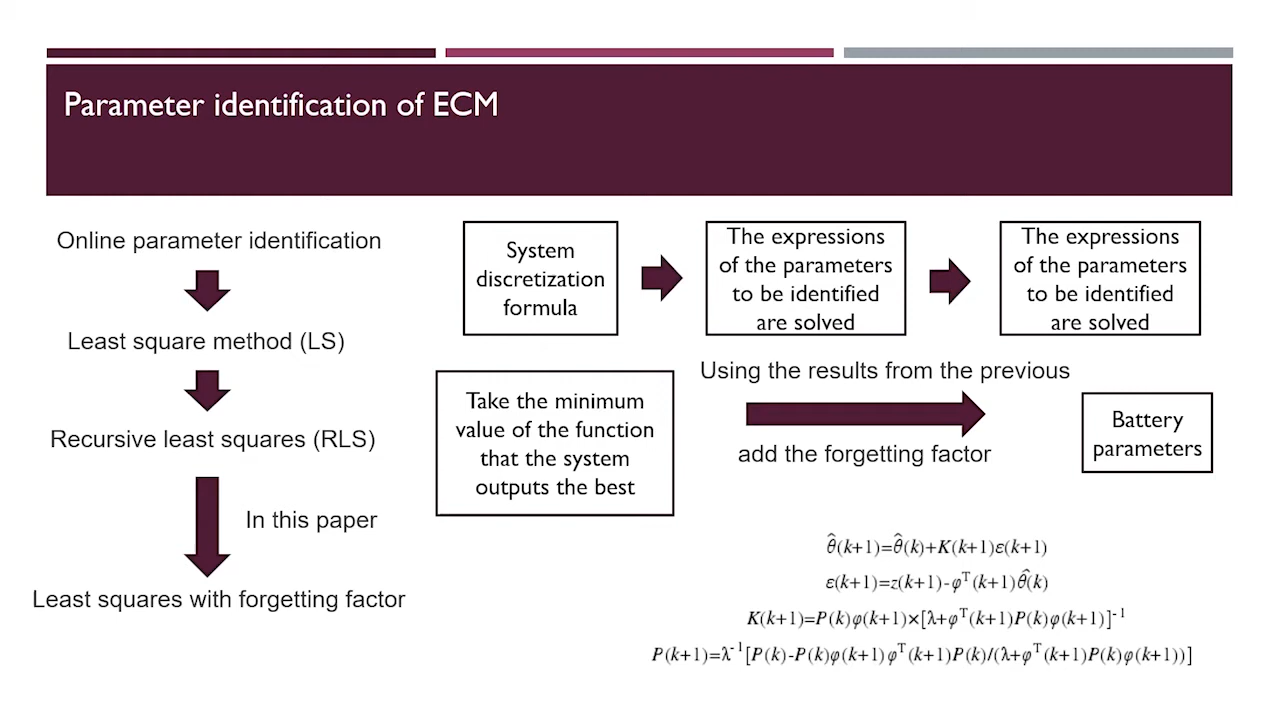 Parameter identification of ECM
Online parameter identification
Least square method (LS)
Recursive least squares (RLS)
In this paper
Least squares with forgetting factor
System
discretization
formula
The expressions
of the parameters
to be identified
are solved
The expressions
of the parameters
to be identified
are solved
Take the minimum
value of the function
that the system
outputs the best
Using the results from the previous
add the forgetting factor
Battery
parameters
θ̂(k+1)=θ̂(k)+K(k+1)ε(k+1)
ε(k+1)=z(k+1)-φᵀ(k+1)θ̂(k)
K(k+1)=P(k)φ(k+1)×[λ+φᵀ(k+1)P(k)φ(k+1)]⁻¹
P(k+1)=λ⁻¹[P(k)-P(k)φ(k+1)φᵀ(k+1)P(k)/(λ+φᵀ(k+1)P(k)φ(k+1))]